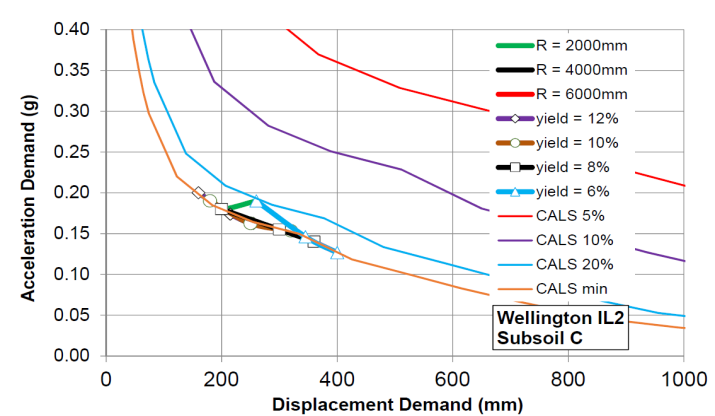 0.40
0.35
0.30
0.25
0.20
0.15
0.10
0.05
0.00
Acceleration Demand (g)
R = 2000mm
R = 4000mm
R = 6000mm
yield = 12%
yield = 10%
yield = 8%
yield = 6%
CALS 5%
CALS 10%
CALS 20%
CALS min
Wellington IL2
Subsoil C
0 200 400 600 800 1000
Displacement Demand (mm)